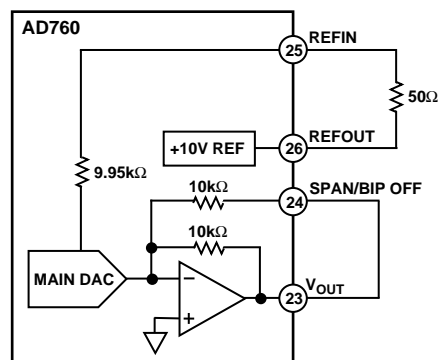 AD760
25
REFIN
50Ω
+10V REF
26
REFOUT
9.95kΩ
10kΩ
24
SPAN/BIP OFF
10kΩ
MAIN DAC
−
+
23
VOUT